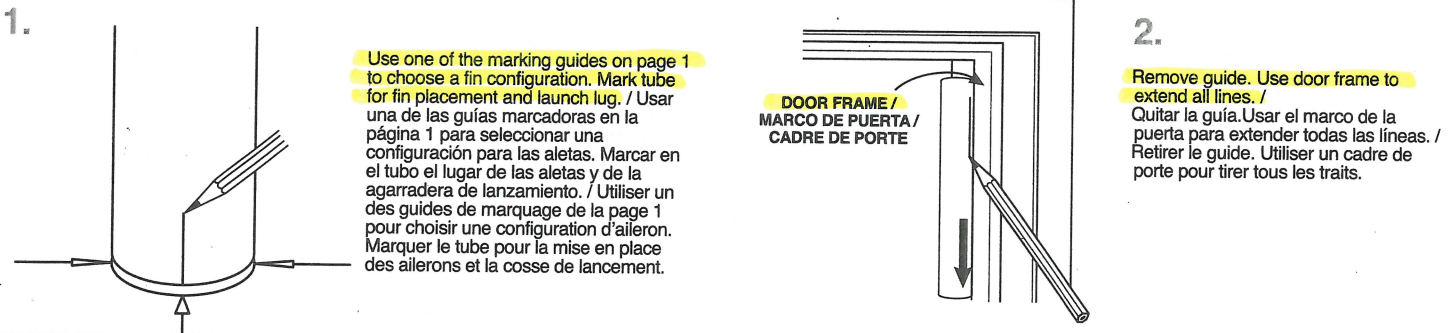 1.
Use one of the marking guides on page 1
to choose a fin configuration. Mark tube
for fin placement and launch lug. / Usar
una de las guías marcadoras en la
página 1 para seleccionar una
configuración para las aletas. Marcar en
el tubo el lugar de las aletas y de la
agarradera de lanzamiento. / Utiliser un
des guides de marquage de la page 1
pour choisir une configuration d'aileron.
Marquer le tube pour la mise en place
des ailerons et la cosse de lancement.
DOOR FRAME /
MARCO DE PUERTA /
CADRE DE PORTE
2.
Remove guide. Use door frame to
extend all lines. /
Quitar la guía.Usar el marco de la
puerta para extender todas las líneas. /
Retirer le guide. Utiliser un cadre de
porte pour tirer tous les traits.